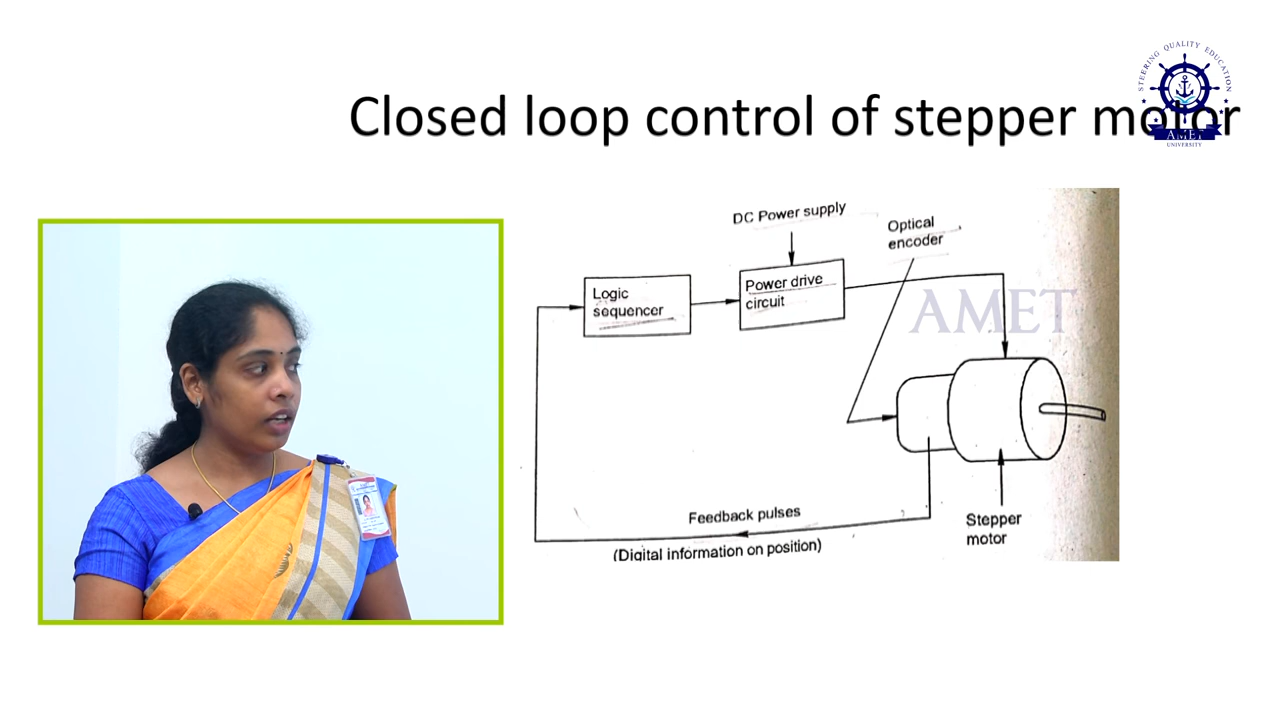 STEERING QUALITY EDUCATION
AMET
UNIVERSITY
Closed loop control of stepper motor
DC Power supply
Optical
encoder
Logic
sequencer
Power drive
circuit
AMET
Feedback pulses
(Digital information on position)
Stepper
motor